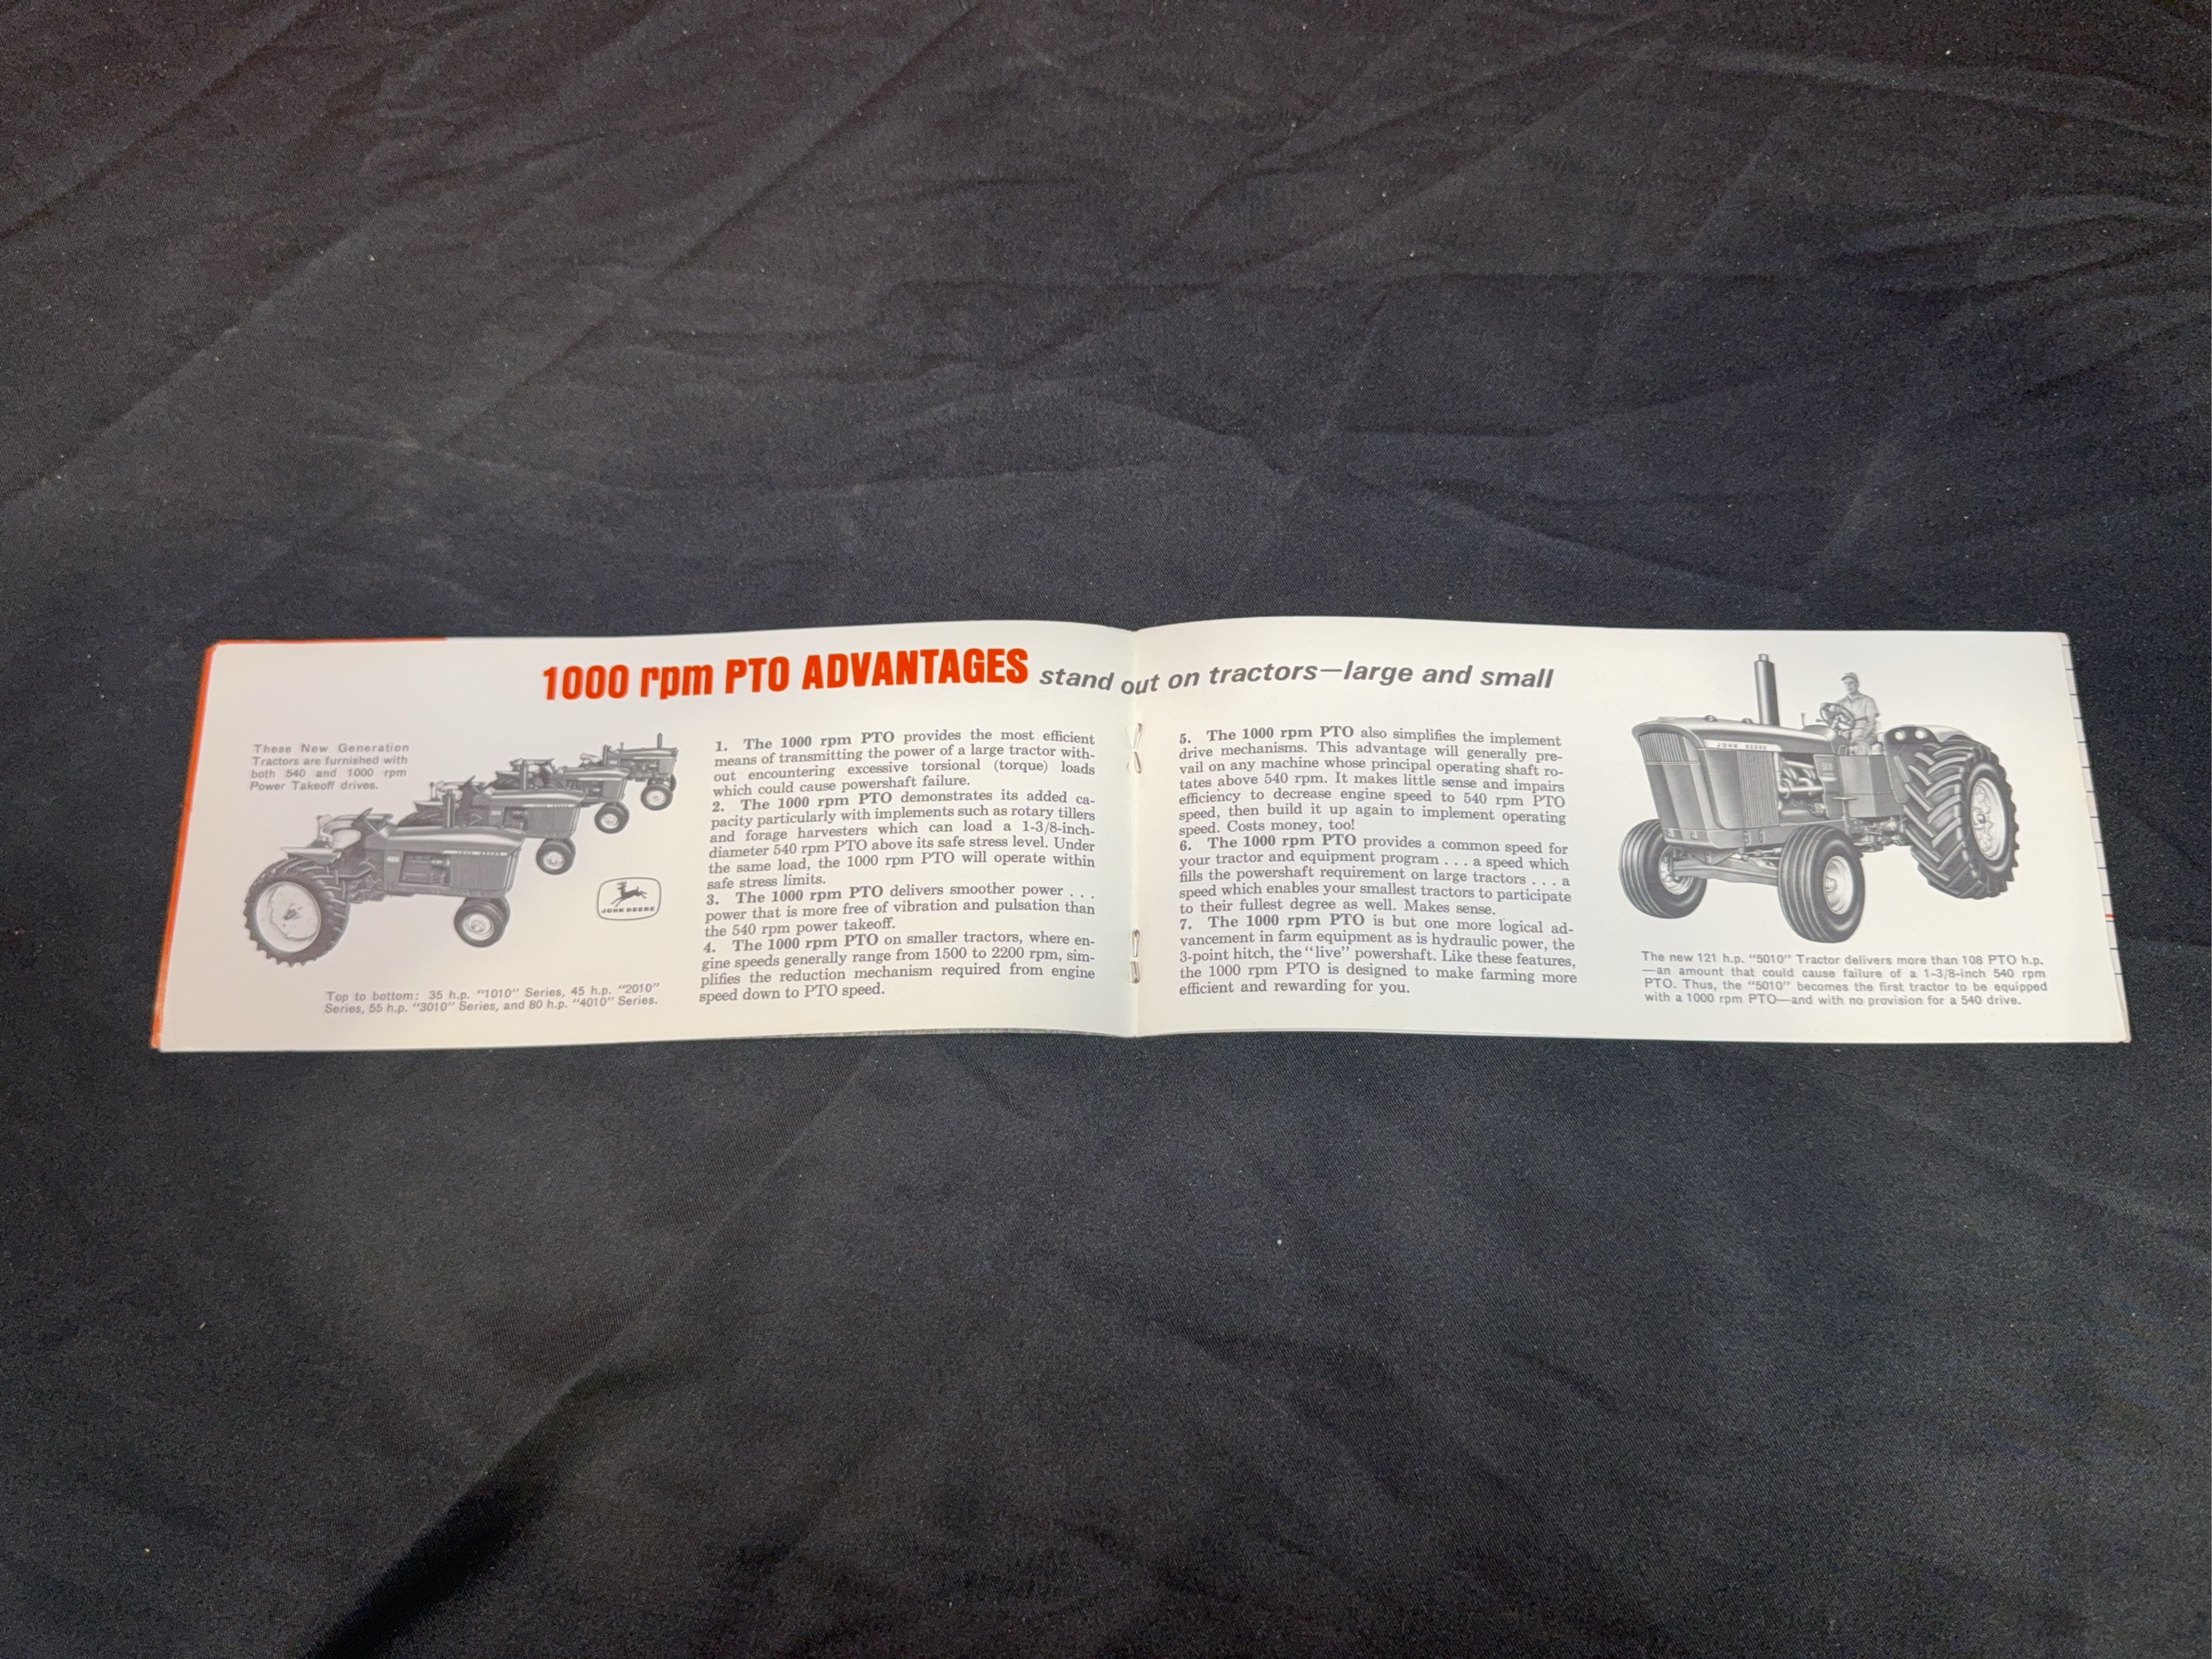 1000 rpm PTO ADVANTAGES stand out on tractors—large and small
These New Generation
Tractors are furnished with
both 540 and 1000 rpm
Power Takeoff drives.
JOHN DEERE
Top to bottom: 35 h.p. “1010” Series, 45 h.p. “2010”
Series, 55 h.p. “3010” Series, and 80 h.p. “4010” Series.
1. The 1000 rpm PTO provides the most efficient
means of transmitting the power of a large tractor with-
out encountering excessive torsional (torque) loads
which could cause powershaft failure.
2. The 1000 rpm PTO demonstrates its added ca-
pacity particularly with implements such as rotary tillers
and forage harvesters which can load a 1-3/8-inch-
diameter 540 rpm PTO above its safe stress level. Under
the same load, the 1000 rpm PTO will operate within
safe stress limits.
3. The 1000 rpm PTO delivers smoother power . . .
power that is more free of vibration and pulsation than
the 540 rpm power takeoff.
4. The 1000 rpm PTO on smaller tractors, where en-
gine speeds generally range from 1500 to 2200 rpm, sim-
plifies the reduction mechanism required from engine
speed down to PTO speed.
5. The 1000 rpm PTO also simplifies the implement
drive mechanisms. This advantage will generally pre-
vail on any machine whose principal operating shaft ro-
tates above 540 rpm. It makes little sense and impairs
efficiency to decrease engine speed to 540 rpm PTO
speed, then build it up again to implement operating
speed. Costs money, too!
6. The 1000 rpm PTO provides a common speed for
your tractor and equipment program . . . a speed which
fills the powershaft requirement on large tractors . . . a
speed which enables your smallest tractors to participate
to their fullest degree as well. Makes sense.
7. The 1000 rpm PTO is but one more logical ad-
vancement in farm equipment as is hydraulic power, the
3-point hitch, the “live” powershaft. Like these features,
the 1000 rpm PTO is designed to make farming more
efficient and rewarding for you.
JOHN DEERE
The new 121 h.p. “5010” Tractor delivers more than 108 PTO h.p.
—an amount that could cause failure of a 1-3/8-inch 540 rpm
PTO. Thus, the “5010” becomes the first tractor to be equipped
with a 1000 rpm PTO—and with no provision for a 540 drive.